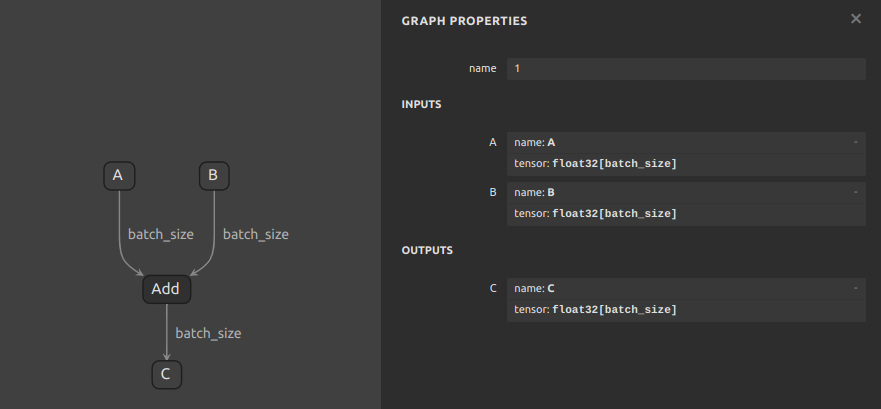 A
B
batch_size
batch_size
Add
batch_size
C
GRAPH PROPERTIES
×
name 1
INPUTS
A name: A -
tensor: float32[batch_size]
B name: B -
tensor: float32[batch_size]
OUTPUTS
C name: C -
tensor: float32[batch_size]